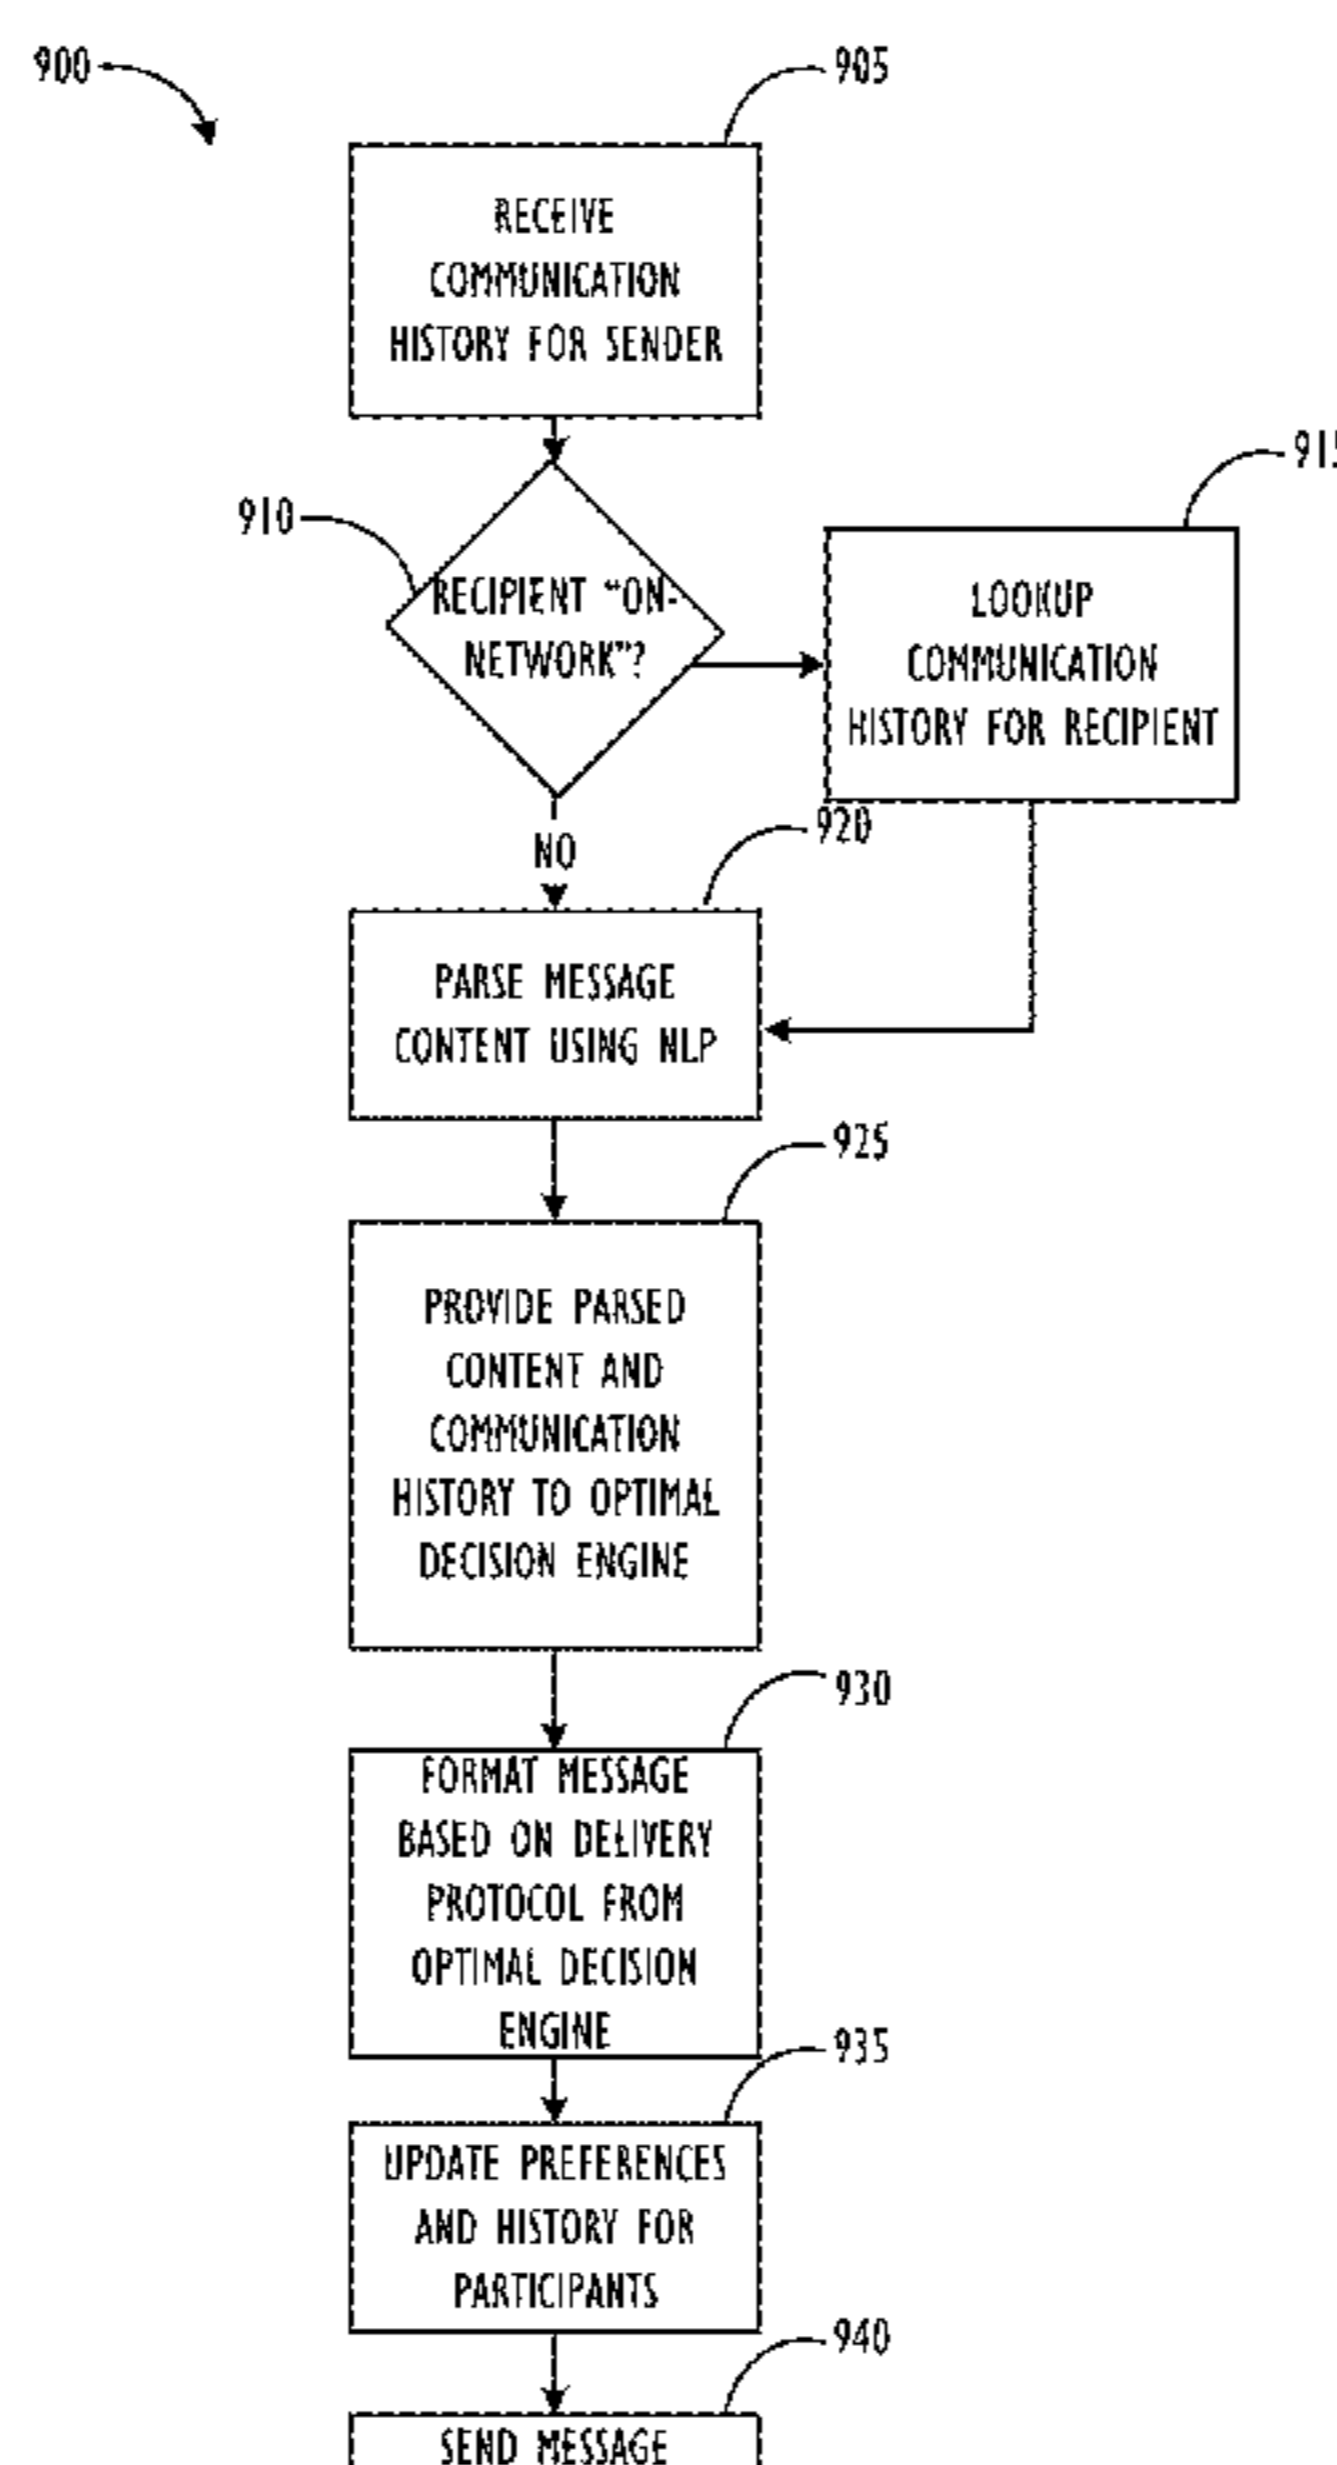 900
905
RECEIVE
COMMUNICATION
HISTORY FOR SENDER
910
RECIPIENT “ON-
NETWORK”?
915
LOOKUP
COMMUNICATION
HISTORY FOR RECIPIENT
NO
920
PARSE MESSAGE
CONTENT USING NLP
925
PROVIDE PARSED
CONTENT AND
COMMUNICATION
HISTORY TO OPTIMAL
DECISION ENGINE
930
FORMAT MESSAGE
BASED ON DELIVERY
PROTOCOL FROM
OPTIMAL DECISION
ENGINE
935
UPDATE PREFERENCES
AND HISTORY FOR
PARTICIPANTS
940
SEND MESSAGE